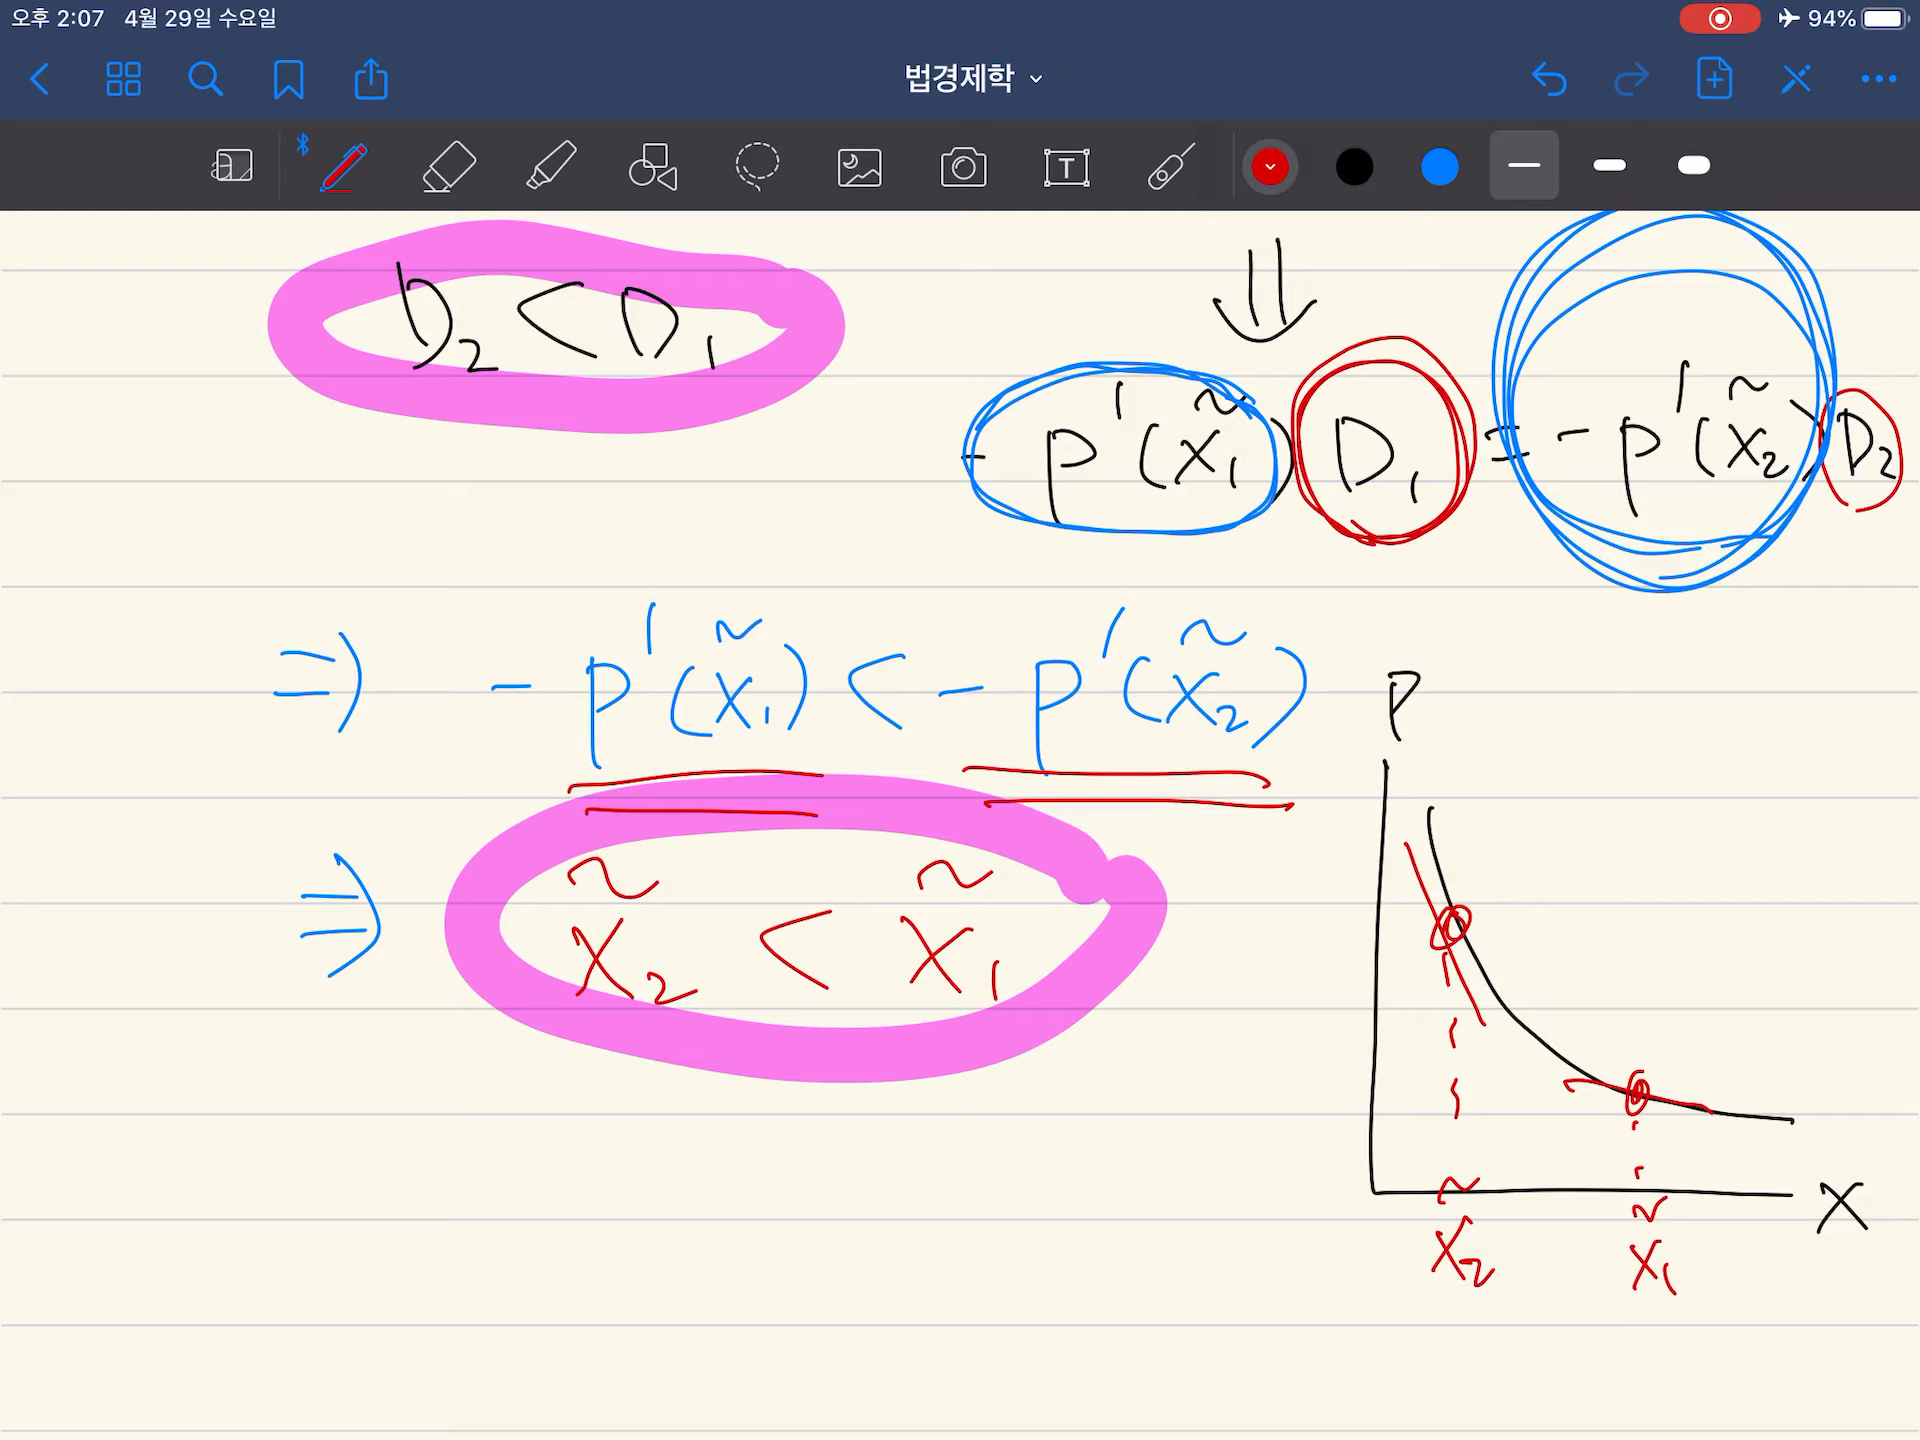 오후 2:07 4월 29일 수요일 94%
법경제학
T
D₂ < D₁
- p'(x̃₁) D₁ = - p'(x̃₂) D₂
⇒ - p'(x̃₁) < - p'(x̃₂)
P
⇒ x̃₂ < x̃₁
X
x̃₂ x̃₁